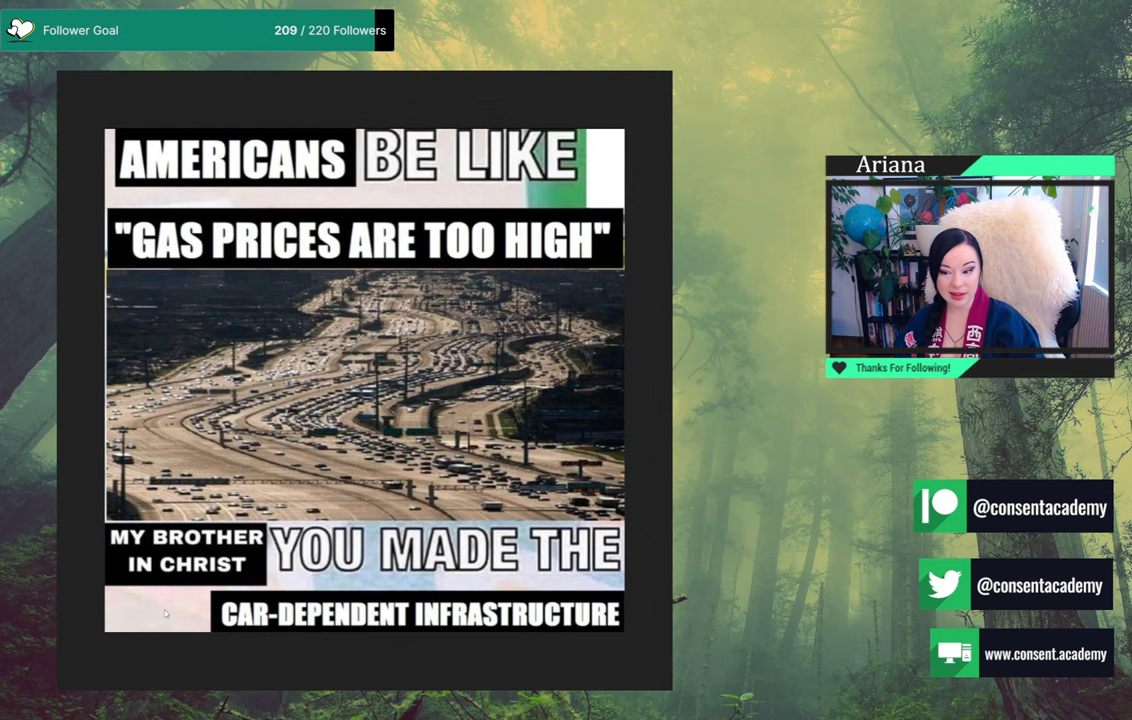 Follower Goal 209 / 220 Followers
AMERICANS BE LIKE
"GAS PRICES ARE TOO HIGH"
MY BROTHER
IN CHRIST
YOU MADE THE
CAR-DEPENDENT INFRASTRUCTURE
Ariana
Thanks For Following!
@consentacademy
@consentacademy
www.consent.academy